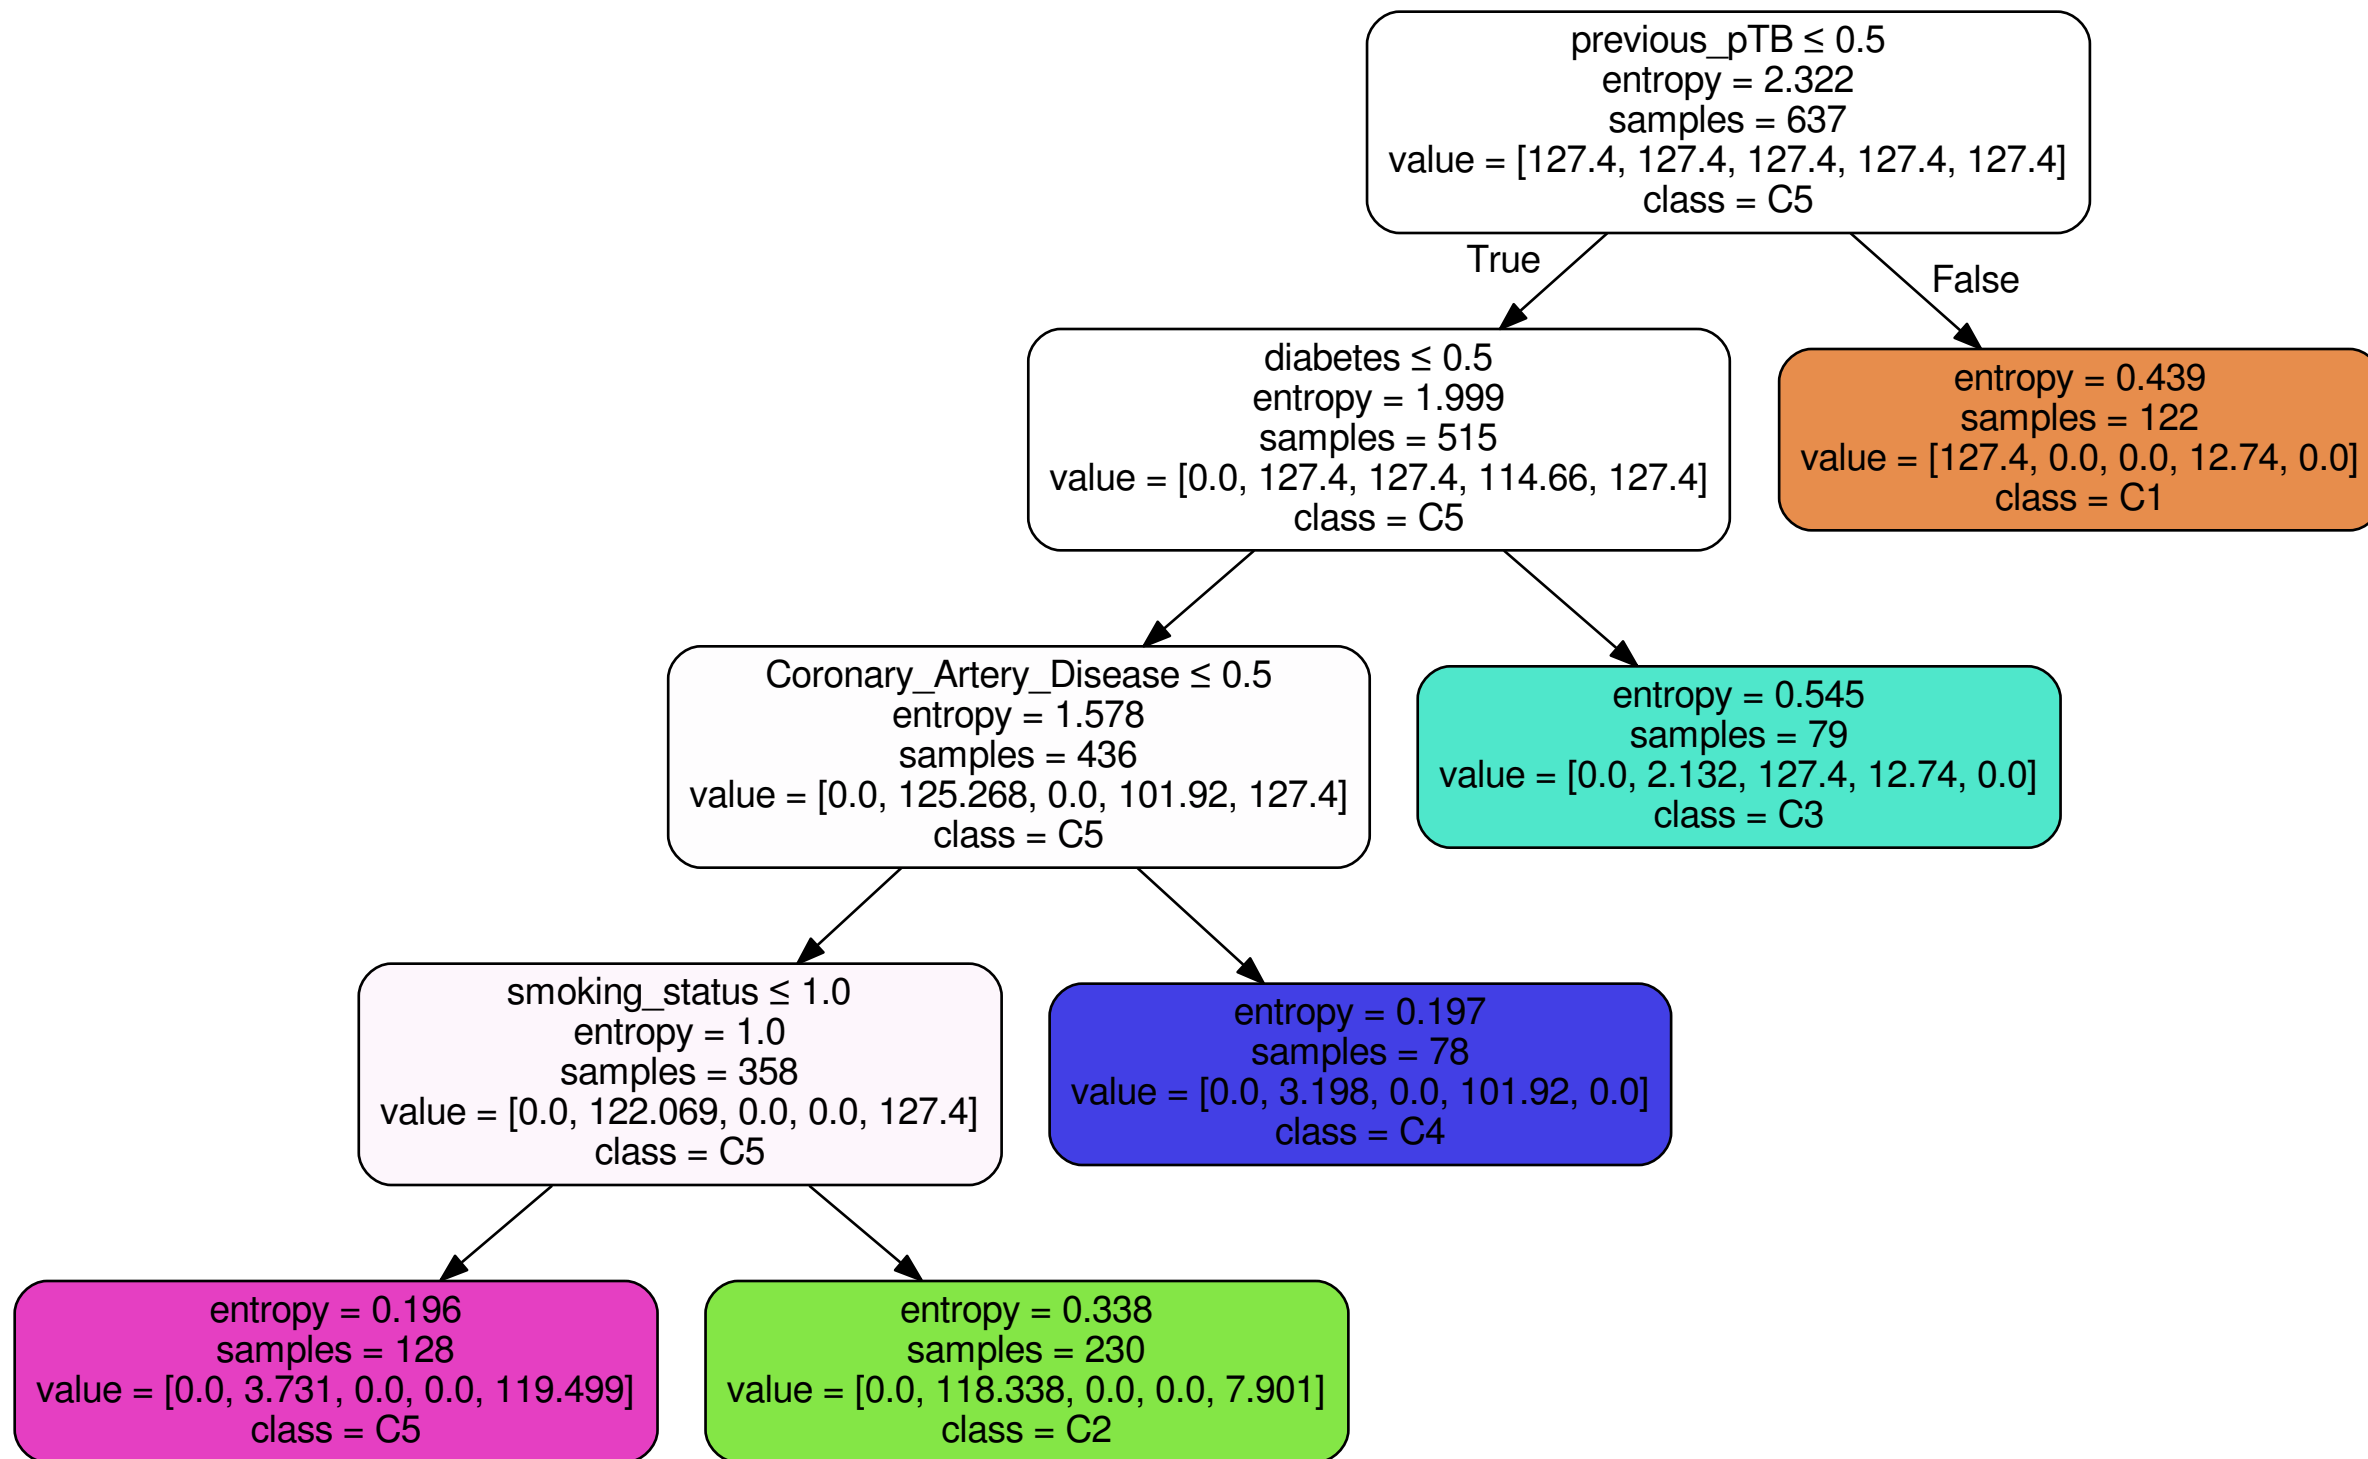 previous_pTB ≤ 0.5
entropy = 2.322
samples = 637
value = [127.4, 127.4, 127.4, 127.4, 127.4]
class = C5
True
False
diabetes ≤ 0.5
entropy = 1.999
samples = 515
value = [0.0, 127.4, 127.4, 114.66, 127.4]
class = C5
entropy = 0.439
samples = 122
value = [127.4, 0.0, 0.0, 12.74, 0.0]
class = C1
Coronary_Artery_Disease ≤ 0.5
entropy = 1.578
samples = 436
value = [0.0, 125.268, 0.0, 101.92, 127.4]
class = C5
entropy = 0.545
samples = 79
value = [0.0, 2.132, 127.4, 12.74, 0.0]
class = C3
smoking_status ≤ 1.0
entropy = 1.0
samples = 358
value = [0.0, 122.069, 0.0, 0.0, 127.4]
class = C5
entropy = 0.197
samples = 78
value = [0.0, 3.198, 0.0, 101.92, 0.0]
class = C4
entropy = 0.196
samples = 128
value = [0.0, 3.731, 0.0, 0.0, 119.499]
class = C5
entropy = 0.338
samples = 230
value = [0.0, 118.338, 0.0, 0.0, 7.901]
class = C2